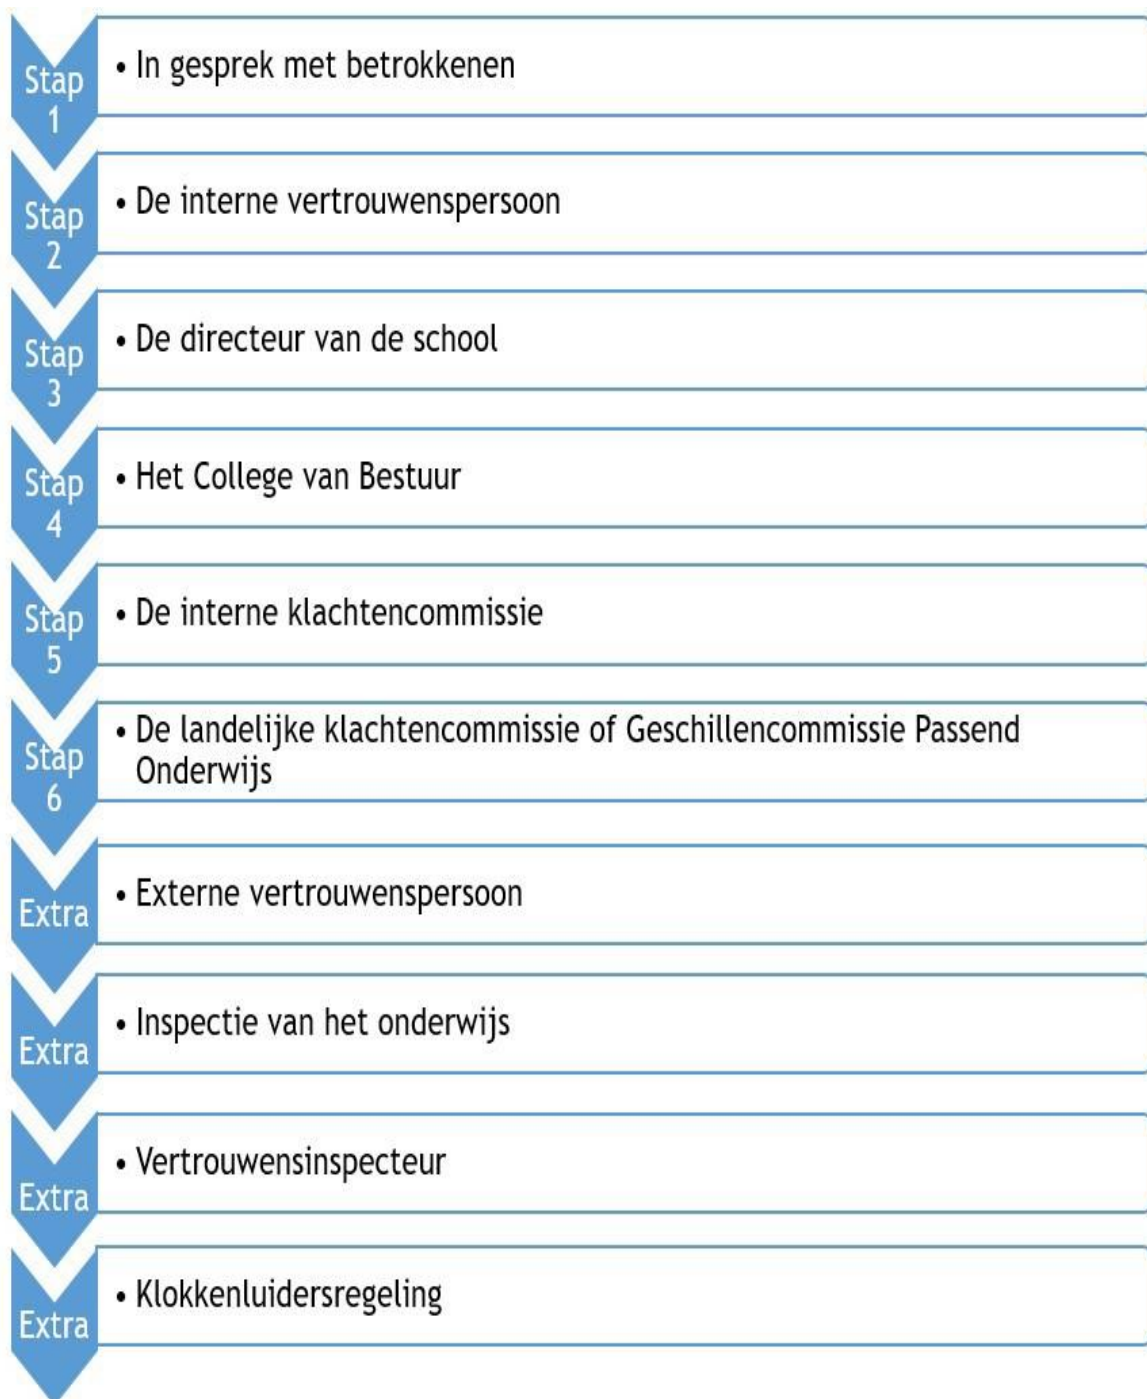 Stap
1
• In gesprek met betrokkenen
Stap
2
• De interne vertrouwenspersoon
Stap
3
• De directeur van de school
Stap
4
• Het College van Bestuur
Stap
5
• De interne klachtencommissie
Stap
6
• De landelijke klachtencommissie of Geschillencommissie Passend
Onderwijs
Extra
• Externe vertrouwenspersoon
Extra
• Inspectie van het onderwijs
Extra
• Vertrouwensinspecteur
Extra
• Klokkenluidersregeling